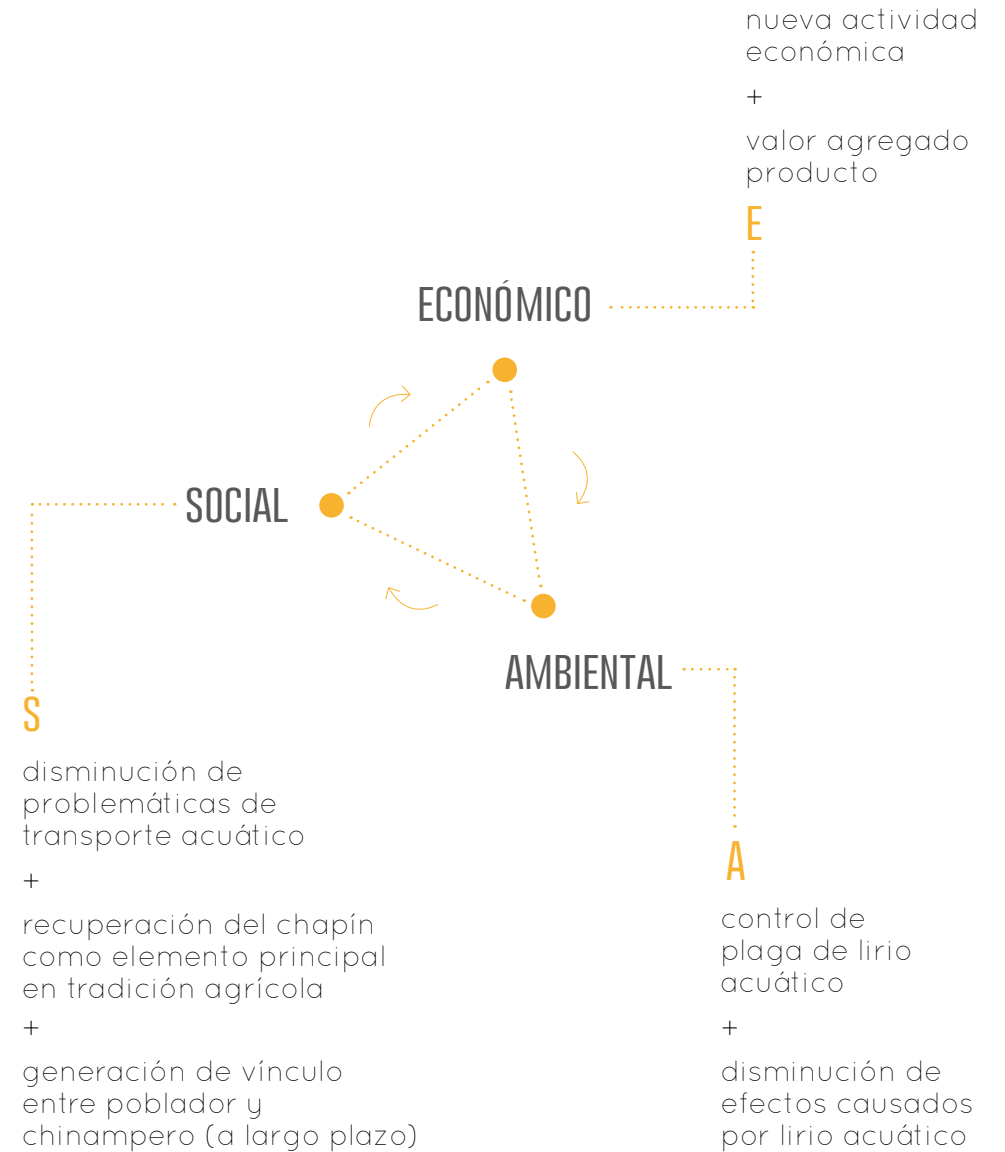 nueva actividad
económica
+
valor agregado
producto
E
ECONÓMICO
SOCIAL
AMBIENTAL
S
disminución de
problemáticas de
transporte acuático
+
recuperación del chapín
como elemento principal
en tradición agrícola
+
generación de vínculo
entre poblador y
chinampero (a largo plazo)
A
control de
plaga de lirio
acuático
+
disminución de
efectos causados
por lirio acuático